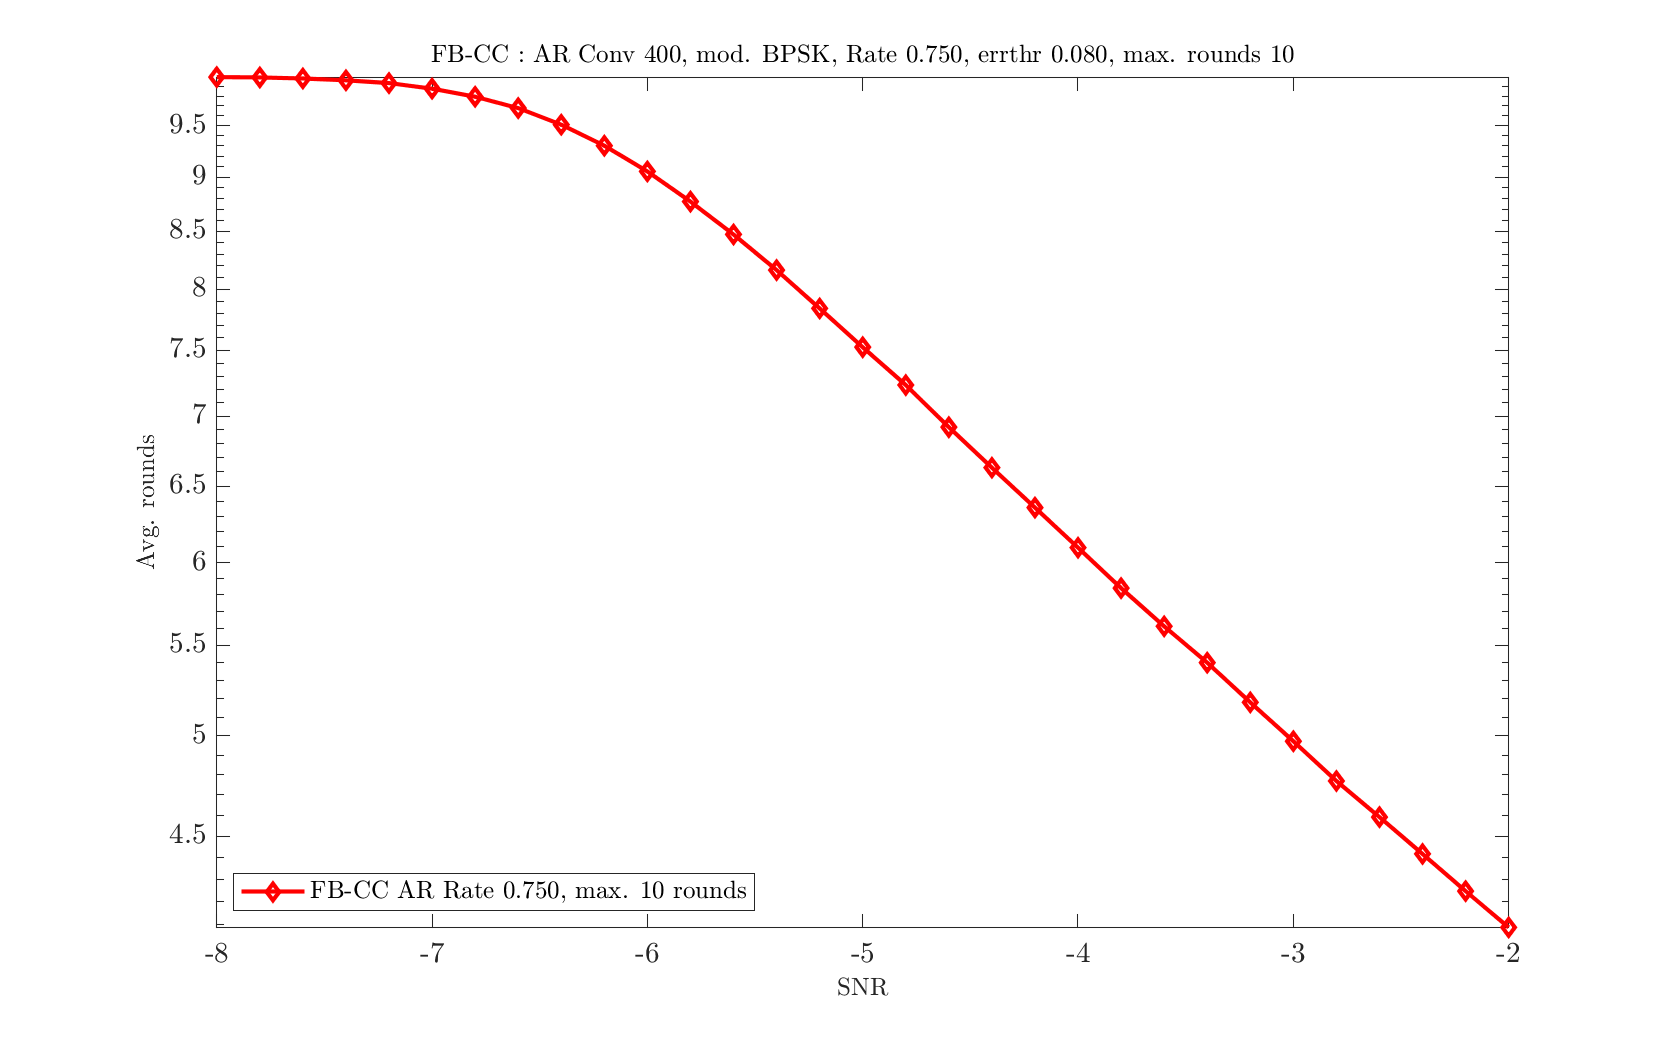 FB-CC : AR Conv 400, mod. BPSK, Rate 0.750, errthr 0.080, max. rounds 10
9.5
9
8.5
8
7.5
7
6.5
6
5.5
5
4.5
Avg. rounds
FB-CC AR Rate 0.750, max. 10 rounds
-8 -7 -6 -5 -4 -3 -2
SNR